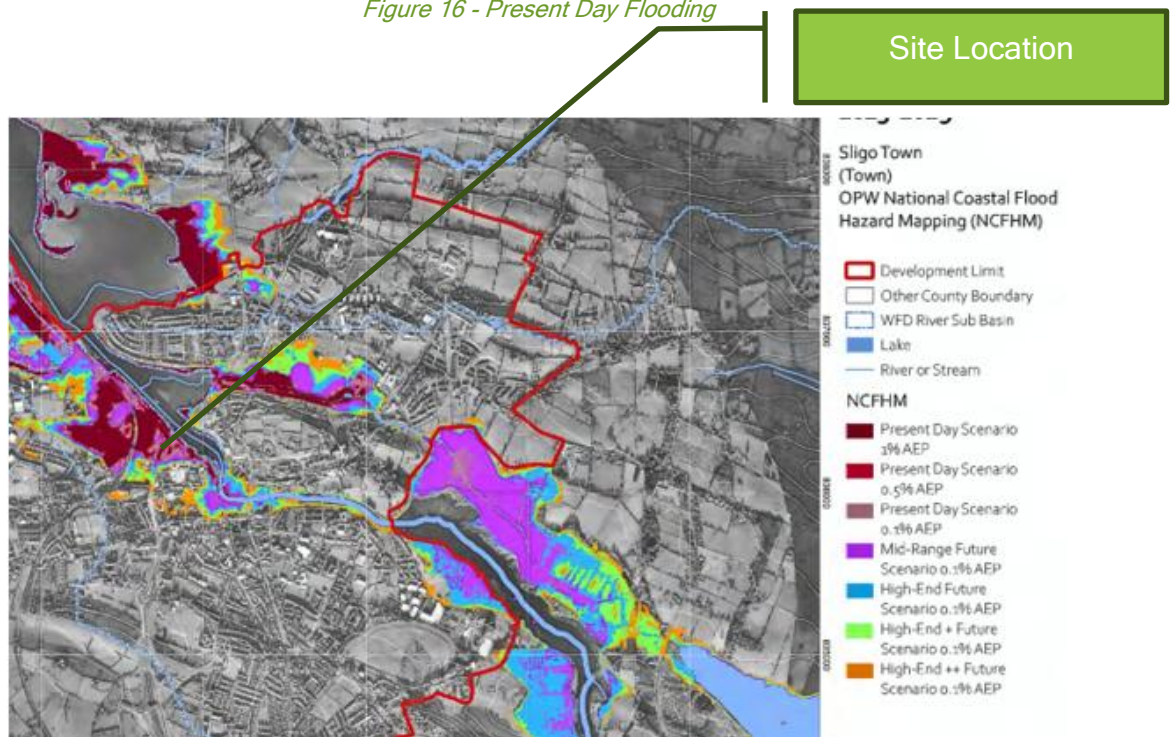 Figure 16 - Present Day Flooding
Site Location
Sligo Town
(Town)
OPW National Coastal Flood
Hazard Mapping (NCFHM)
Development Limit
Other County Boundary
WFD River Sub Basin
Lake
River or Stream
NCFHM
Present Day Scenario
1% AEP
Present Day Scenario
0.5% AEP
Present Day Scenario
0.1% AEP
Mid-Range Future
Scenario 0.1% AEP
High-End Future
Scenario 0.1% AEP
High-End + Future
Scenario 0.1% AEP
High-End ++ Future
Scenario 0.1% AEP